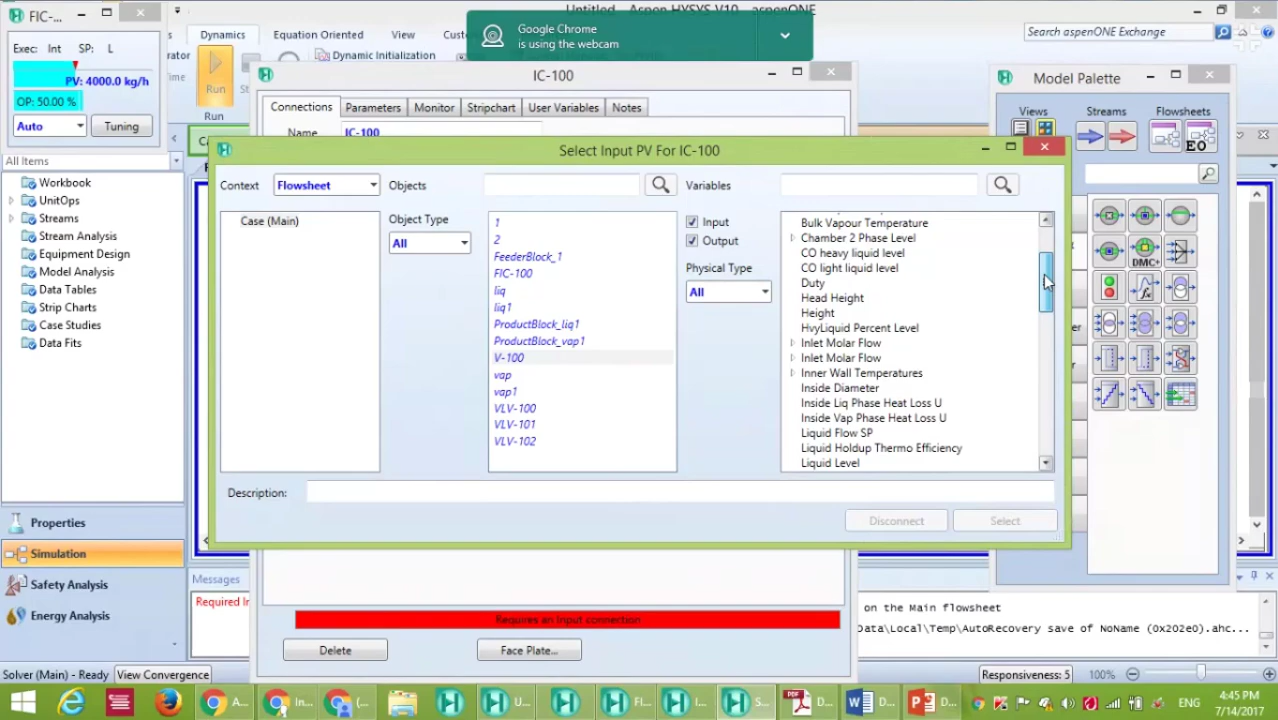 FIC-
Untitled - Aspen HYSYS V10 - aspenONE
Google Chrome
is using the webcam
Dynamics
Equation Oriented
View
Search aspenONE Exchange
Exec: Int SP: L
PV: 4000.0 kg/h
OP: 50.00 %
Auto
Tuning
Dynamic Initialization
Run
Run
IC-100
Model Palette
Connections
Parameters
Monitor
Stripchart
User Variables
Notes
Name
IC-100
Views
Streams
Flowsheets
EO
DMC+
All Items
Workbook
UnitOps
Streams
Stream Analysis
Equipment Design
Model Analysis
Data Tables
Strip Charts
Case Studies
Data Fits
Properties
Simulation
Safety Analysis
Energy Analysis
Select Input PV For IC-100
Context
Flowsheet
Objects
Variables
Case (Main)
Object Type
All
1
2
FeederBlock_1
FIC-100
liq
liq1
ProductBlock_liq1
ProductBlock_vap1
V-100
vap
vap1
VLV-100
VLV-101
VLV-102
Input
Output
Physical Type
All
Bulk Vapour Temperature
Chamber 2 Phase Level
CO heavy liquid level
CO light liquid level
Duty
Head Height
Height
HvyLiquid Percent Level
Inlet Molar Flow
Inlet Molar Flow
Inner Wall Temperatures
Inside Diameter
Inside Liq Phase Heat Loss U
Inside Vap Phase Heat Loss U
Liquid Flow SP
Liquid Holdup Thermo Efficiency
Liquid Level
Description:
Disconnect
Select
Messages
Required In
on the Main flowsheet
Data\Local\Temp\AutoRecovery save of NoName (0x202e0).ahc...
Requires an Input connection
Delete
Face Plate...
Solver (Main) - Ready
View Convergence
Responsiveness: 5
100%
A...
In...
(...
U...
Fl...
I...
S...
D...
D...
D...
ENG
4:45 PM
7/14/2017